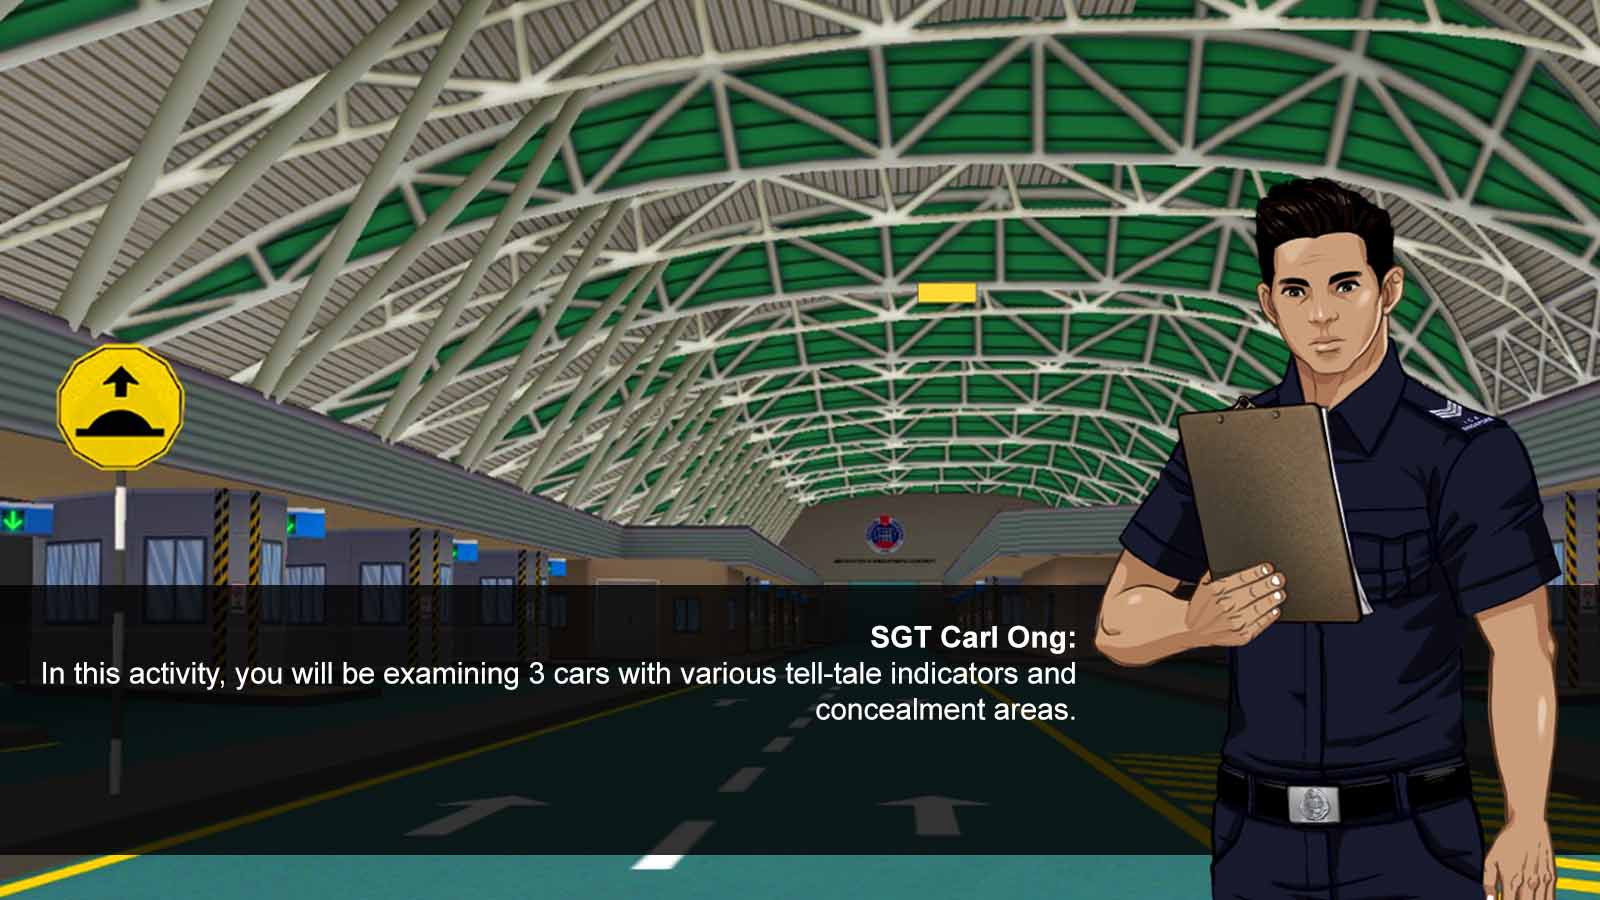 SGT Carl Ong:
In this activity, you will be examining 3 cars with various tell-tale indicators and
concealment areas.